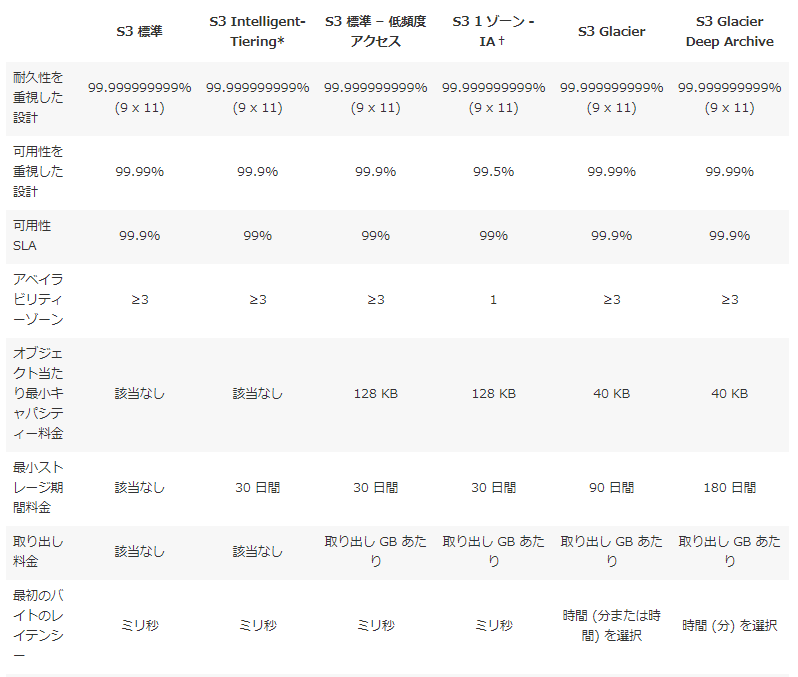 S3 標準
S3 Intelligent-
Tiering*
S3 標準 – 低頻度
アクセス
S3 1 ゾーン -
IA †
S3 Glacier
S3 Glacier
Deep Archive
耐久性を
重視した
設計
99.999999999%
(9 x 11)
99.999999999%
(9 x 11)
99.999999999%
(9 x 11)
99.999999999%
(9 x 11)
99.999999999%
(9 x 11)
99.999999999%
(9 x 11)
可用性を
重視した
設計
99.99%
99.9%
99.9%
99.5%
99.99%
99.99%
可用性
SLA
99.9%
99%
99%
99%
99.9%
99.9%
アベイラ
ビリティ
ーゾーン
≥3
≥3
≥3
1
≥3
≥3
オブジェ
クト当た
り最小キ
ャパシテ
ィー料金
該当なし
該当なし
128 KB
128 KB
40 KB
40 KB
最小スト
レージ期
間料金
該当なし
30 日間
30 日間
30 日間
90 日間
180 日間
取り出し
料金
該当なし
該当なし
取り出し GB あた
り
取り出し GB あた
り
取り出し GB あた
り
取り出し GB あた
り
最初のバ
イトのレ
イテンシ
ー
ミリ秒
ミリ秒
ミリ秒
ミリ秒
時間 (分または時
間) を選択
時間 (分) を選択